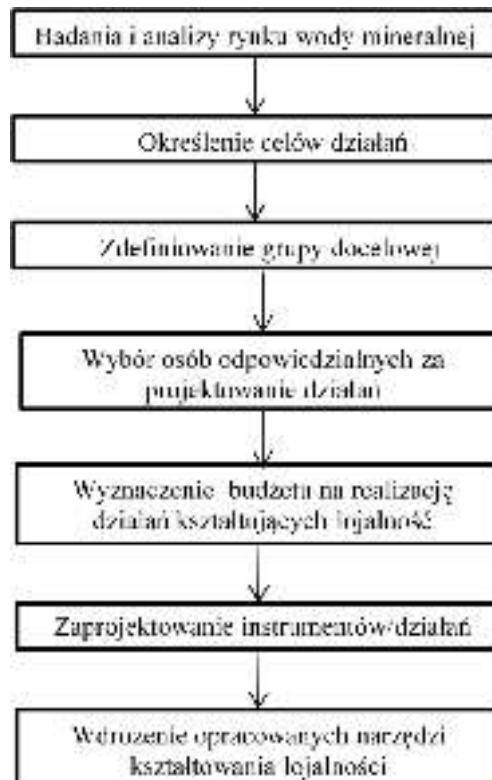 Badania i analizy rynku wody mineralnej
Określenie celów działań
Zdefiniowanie grupy docelowej
Wybór osób odpowiedzialnych za
projektowanie działań
Wyznaczenie budżetu na realizację
działań kształtujących lojalność
Zaprojektowanie instrumentów/działań
Wdrożenie opracowanych narzędzi
kształtowania lojalności